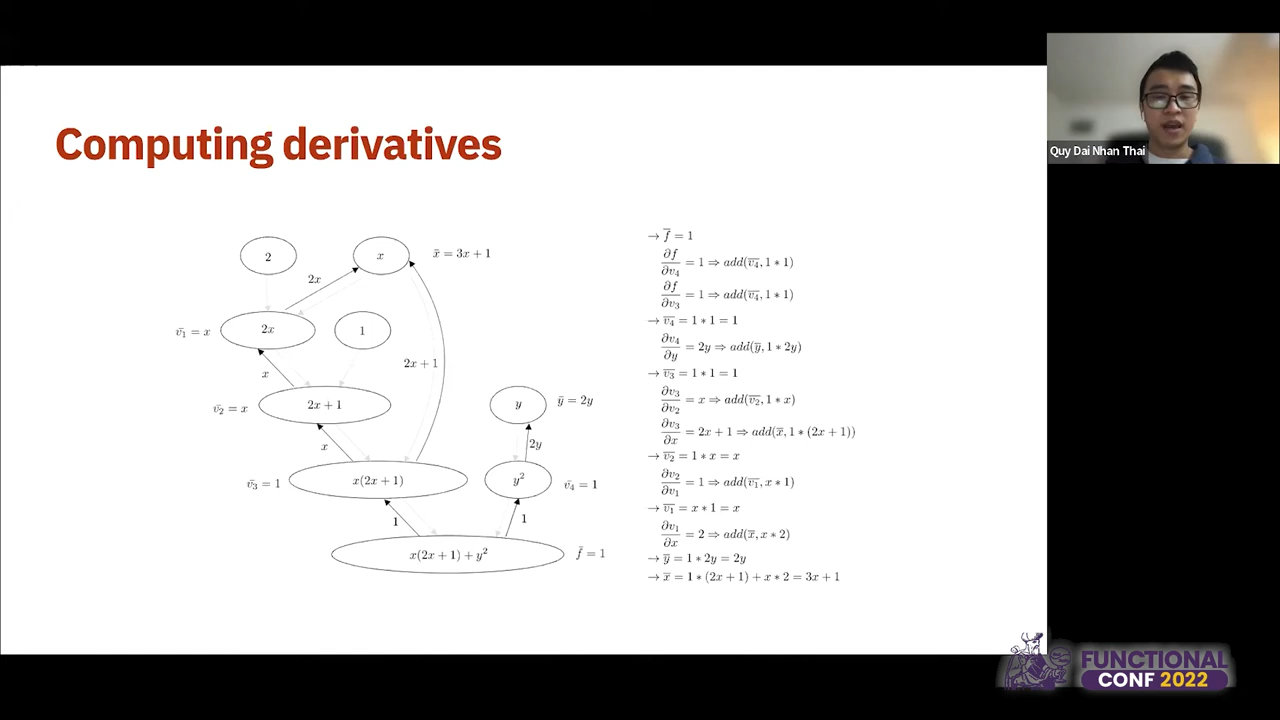 Computing derivatives
Quy Dai Nhan Thai
2
x
x̄ = 3x + 1
2x
v̄₁ = x
2x
1
x
2x + 1
v̄₂ = x
2x + 1
y
ȳ = 2y
x
2y
v̄₃ = 1
x(2x + 1)
y²
v̄₄ = 1
1
1
x(2x + 1) + y²
f̄ = 1
→ f̄ = 1
∂f/∂v₄ = 1 ⇒ add(v̄₄, 1 * 1)
∂f/∂v₃ = 1 ⇒ add(v̄₄, 1 * 1)
→ v̄₄ = 1 * 1 = 1
∂v₄/∂y = 2y ⇒ add(ȳ, 1 * 2y)
→ v̄₃ = 1 * 1 = 1
∂v₃/∂v₂ = x ⇒ add(v̄₂, 1 * x)
∂v₃/∂x = 2x + 1 ⇒ add(x̄, 1 * (2x + 1))
→ v̄₂ = 1 * x = x
∂v₂/∂v₁ = 1 ⇒ add(v̄₁, x * 1)
→ v̄₁ = x * 1 = x
∂v₁/∂x = 2 ⇒ add(x̄, x * 2)
→ ȳ = 1 * 2y = 2y
→ x̄ = 1 * (2x + 1) + x * 2 = 3x + 1
FUNCTIONAL
CONF 2022